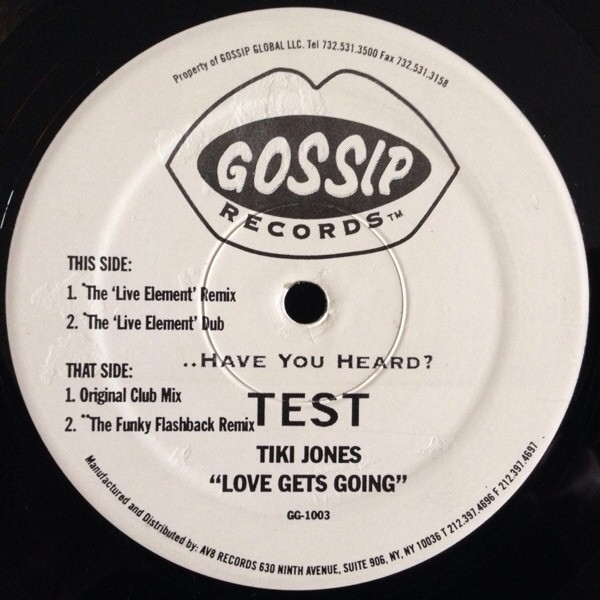 Property of GOSSIP GLOBAL LLC. Tel 732.531.3500 Fax 732.531.3158
GOSSIP
RECORDS™
THIS SIDE:
1. *The ‘Live Element’ Remix
2. *The ‘Live Element’ Dub
..HAVE YOU HEARD?
THAT SIDE:
1. Original Club Mix
2. **The Funky Flashback Remix
TEST
TIKI JONES
“LOVE GETS GOING”
GG-1003
Manufactured and Distributed by: AV8 RECORDS 630 NINTH AVENUE, SUITE 906, NY, NY 10036 T 212.397.4696 F 212.397.4697